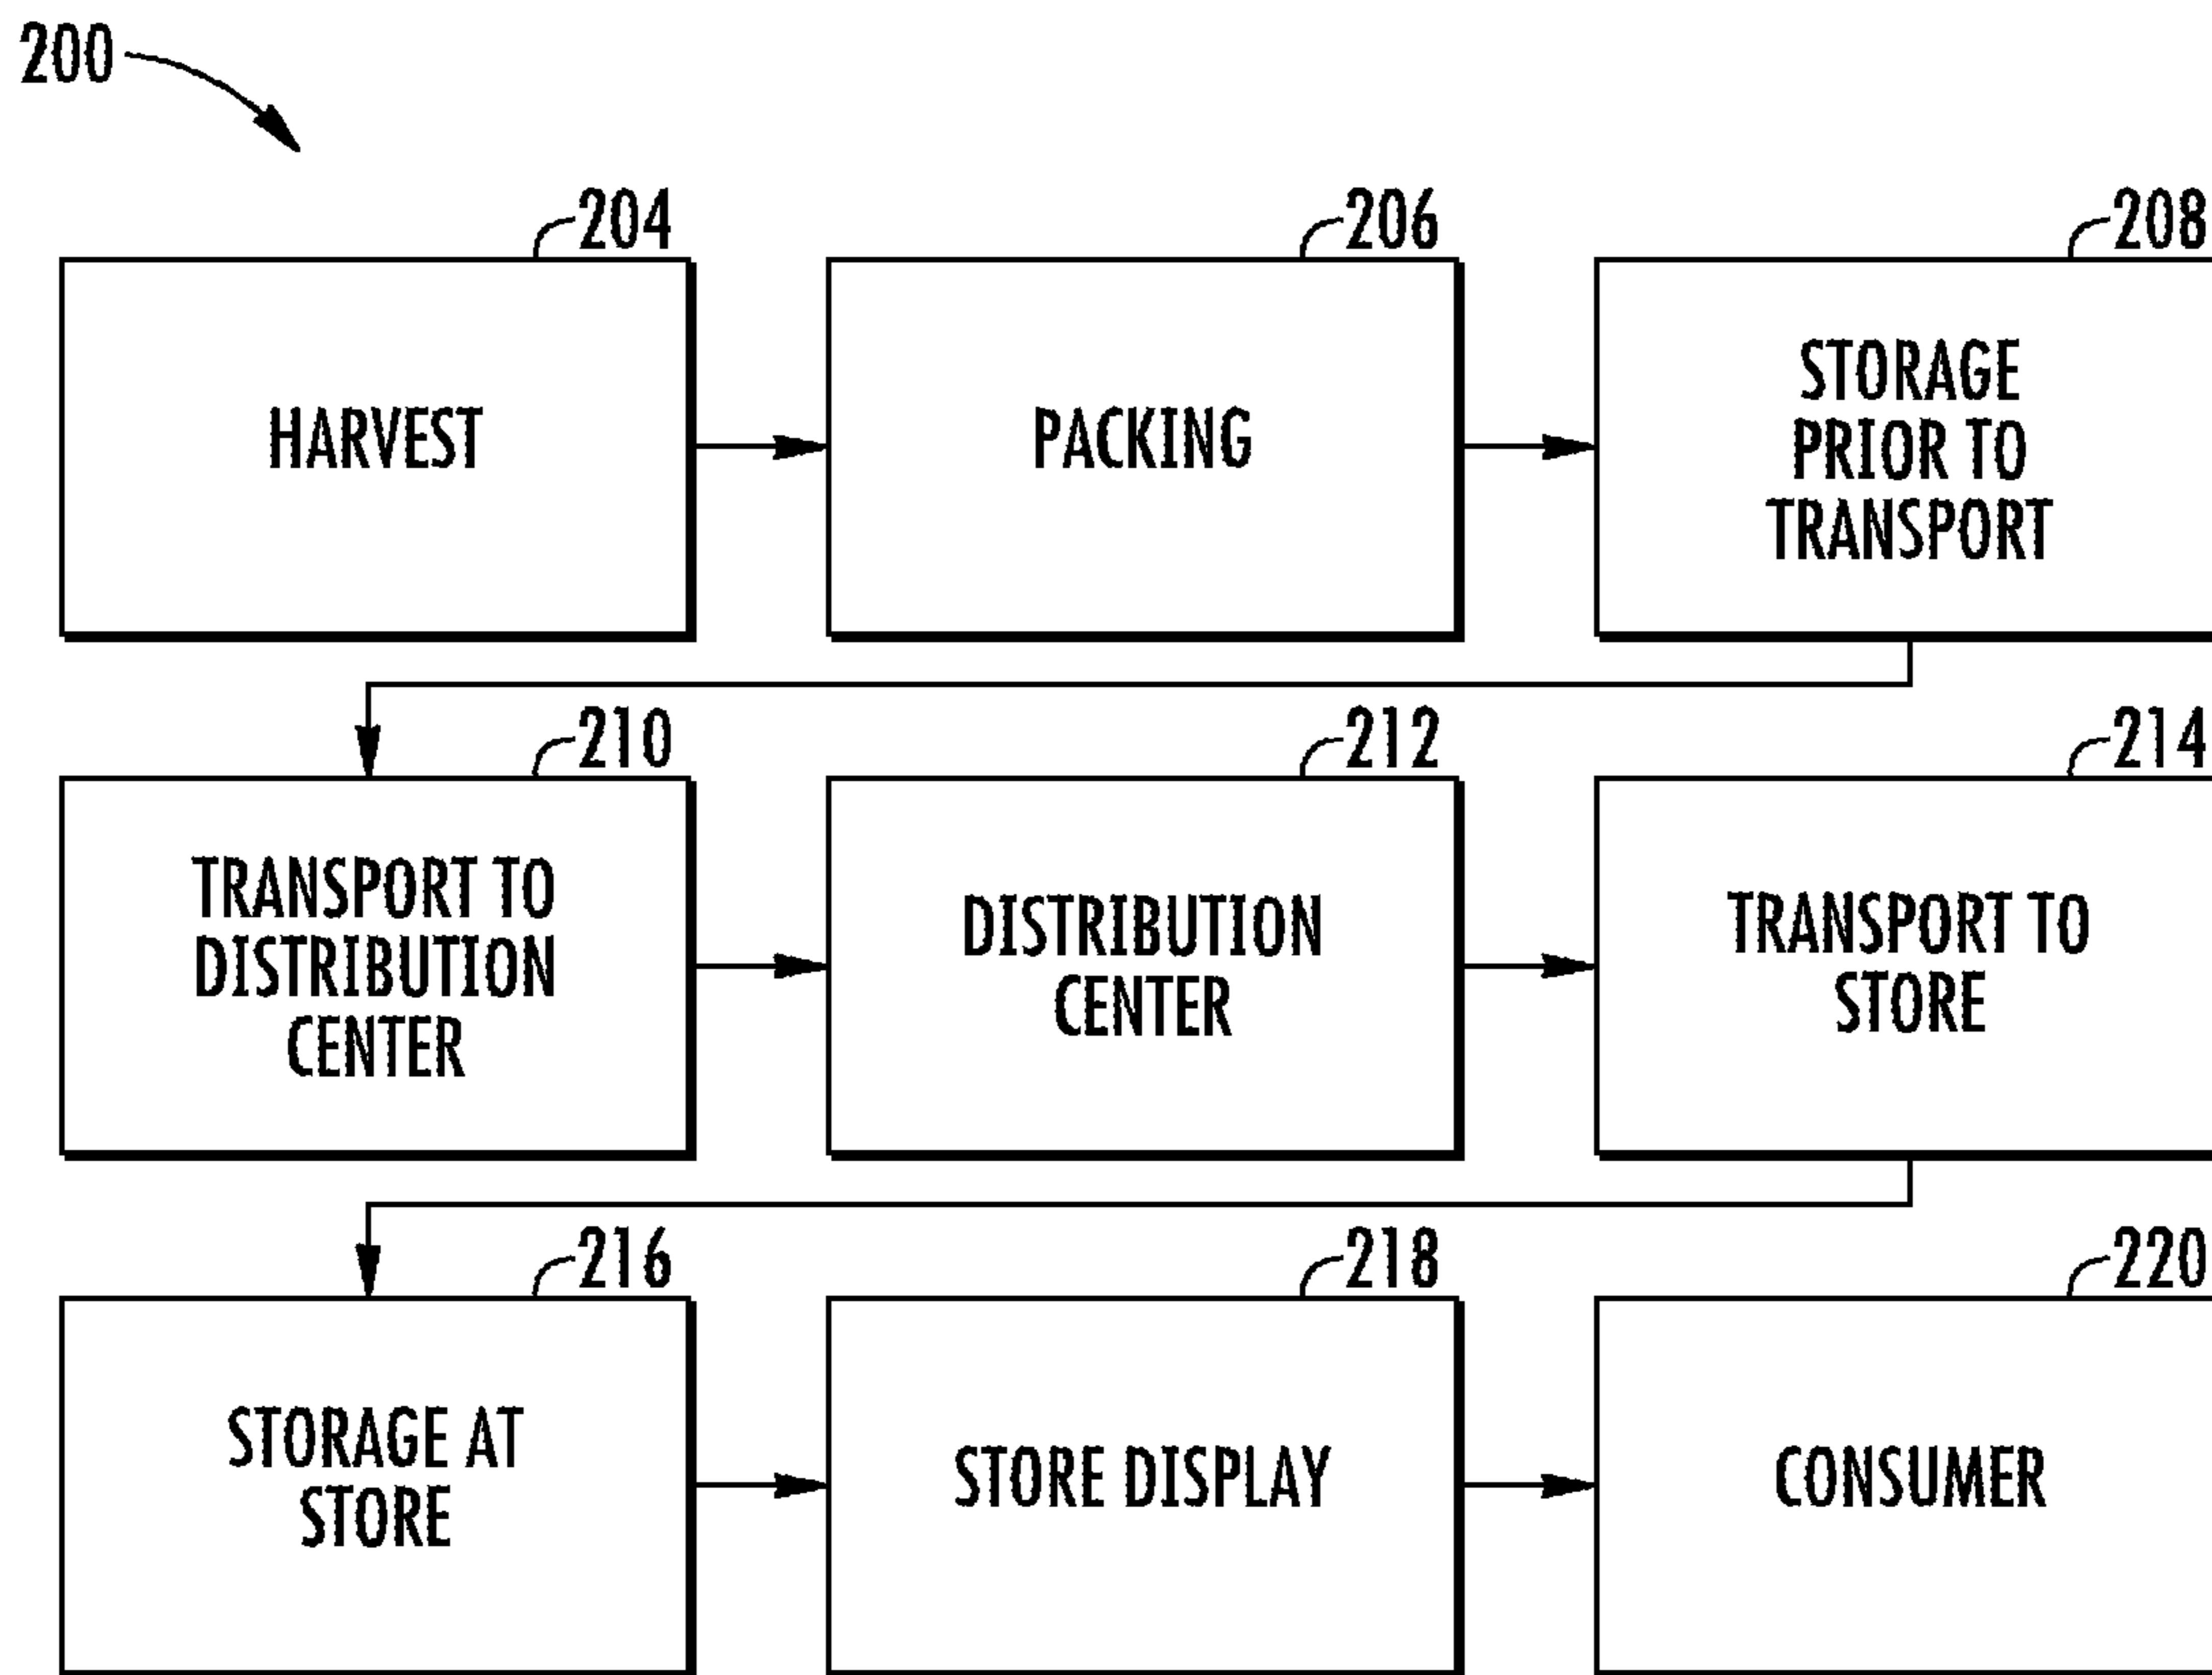 200
204
HARVEST
206
PACKING
208
STORAGE
PRIOR TO
TRANSPORT
210
TRANSPORT TO
DISTRIBUTION
CENTER
212
DISTRIBUTION
CENTER
214
TRANSPORT TO
STORE
216
STORAGE AT
STORE
218
STORE DISPLAY
220
CONSUMER